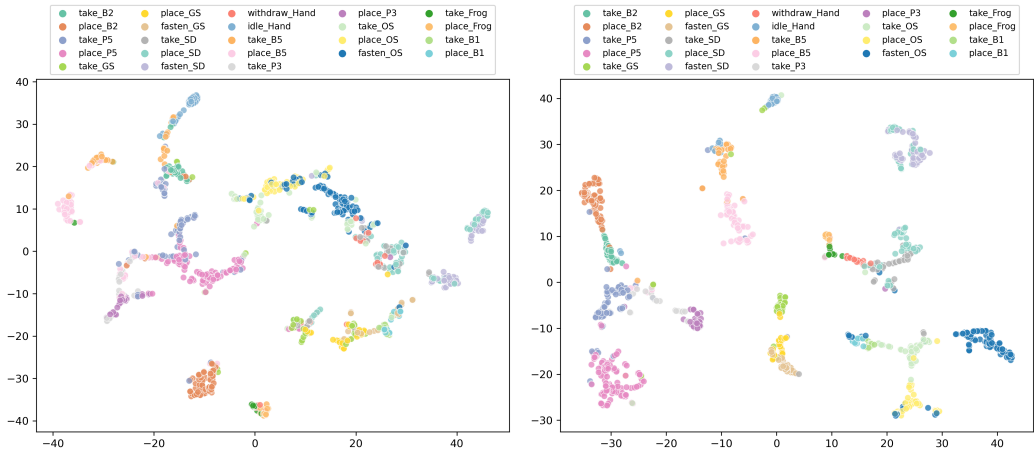 take_B2 place_GS withdraw_Hand place_P3 take_Frog
place_B2 fasten_GS idle_Hand take_OS place_Frog
take_P5 take_SD take_B5 place_OS take_B1
place_P5 place_SD place_B5 fasten_OS place_B1
take_GS fasten_SD take_P3
40
30
20
10
0
−10
−20
−30
−40
−40 −20 0 20 40
take_B2 place_GS withdraw_Hand place_P3 take_Frog
place_B2 fasten_GS idle_Hand take_OS place_Frog
take_P5 take_SD take_B5 place_OS take_B1
place_P5 place_SD place_B5 fasten_OS place_B1
take_GS fasten_SD take_P3
40
30
20
10
0
−10
−20
−30
−30 −20 −10 0 10 20 30 40